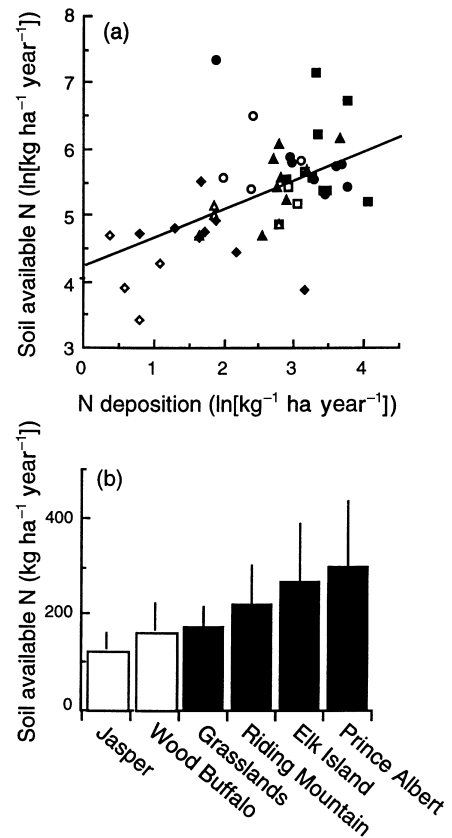 (a)
Soil available N (ln[kg ha⁻¹ year⁻¹])
8
7
6
5
4
3
0 1 2 3 4
N deposition (ln[kg⁻¹ ha year⁻¹])
(b)
Soil available N (kg ha⁻¹ year⁻¹])
400
200
0
Jasper
Wood Buffalo
Grasslands
Riding Mountain
Elk Island
Prince Albert